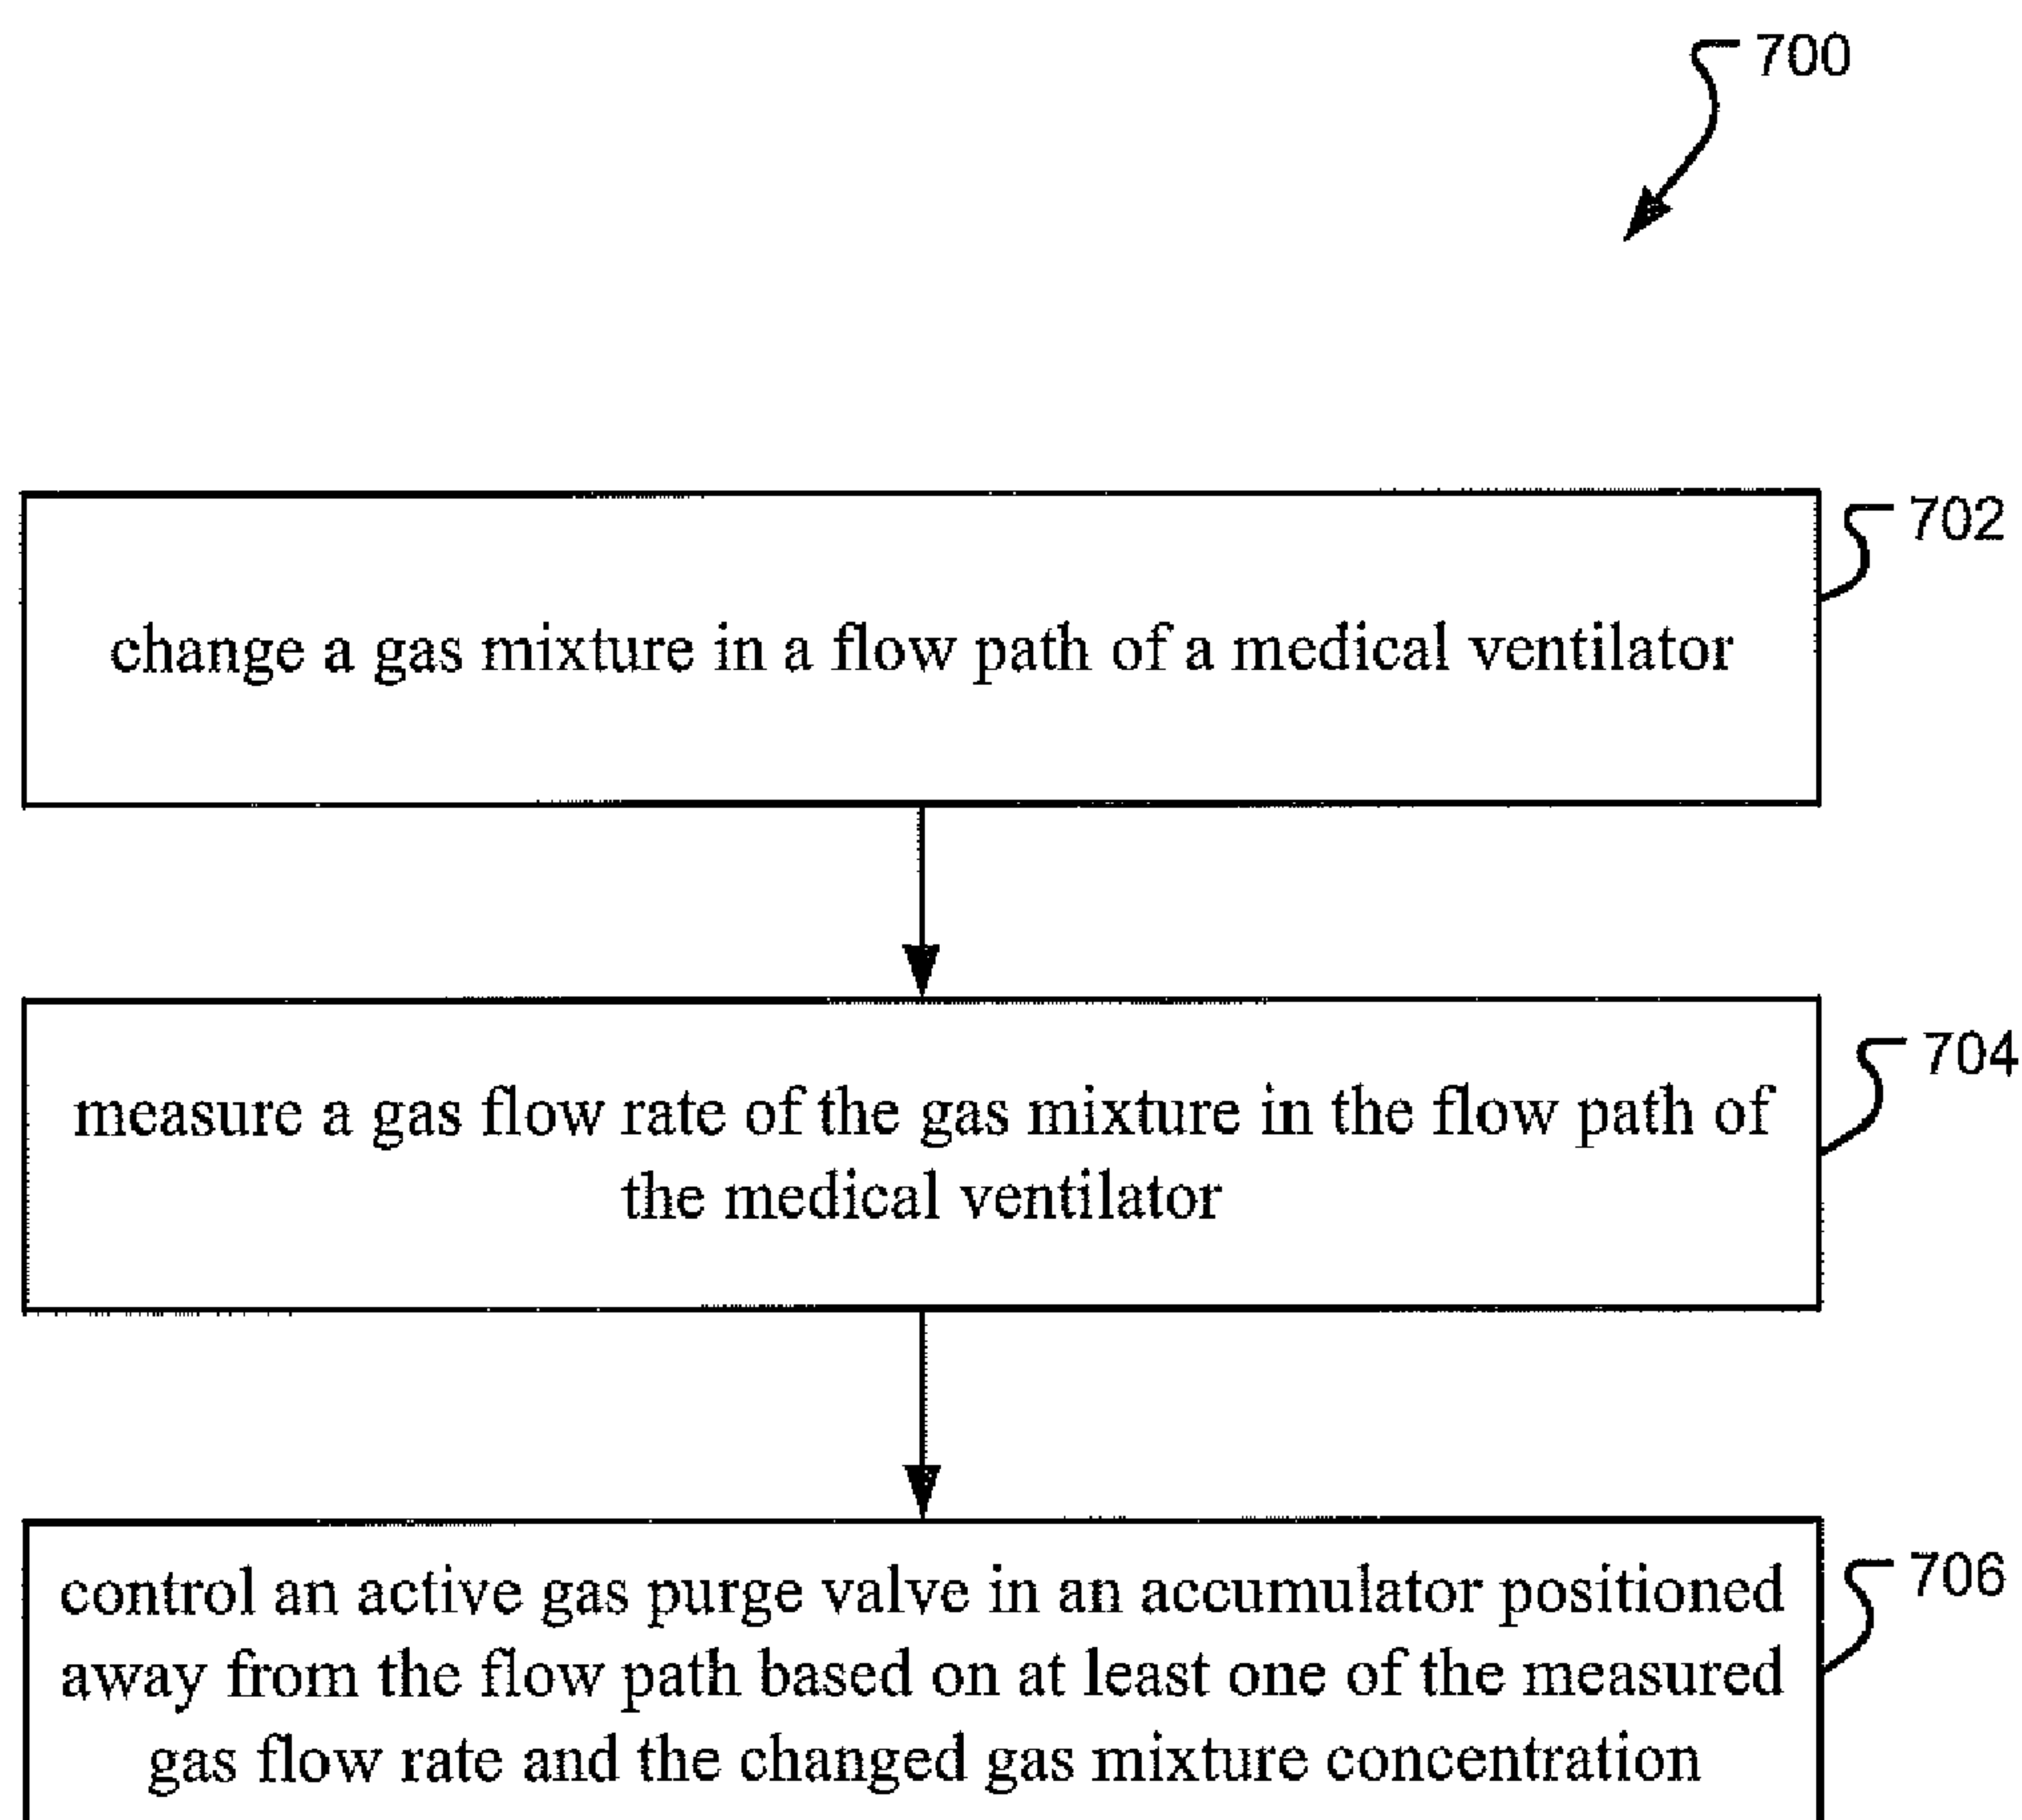 700
702
change a gas mixture in a flow path of a medical ventilator
704
measure a gas flow rate of the gas mixture in the flow path of
the medical ventilator
706
control an active gas purge valve in an accumulator positioned
away from the flow path based on at least one of the measured
gas flow rate and the changed gas mixture concentration